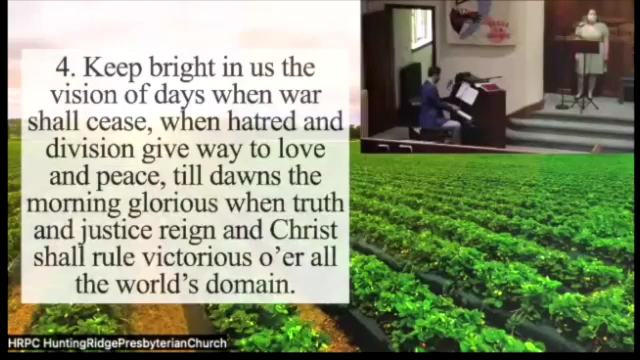 4. Keep bright in us the
vision of days when war
shall cease, when hatred and
division give way to love
and peace, till dawns the
morning glorious when truth
and justice reign and Christ
shall rule victorious o’er all
the world’s domain.
HRPC HuntingRidgePresbyterianChurch